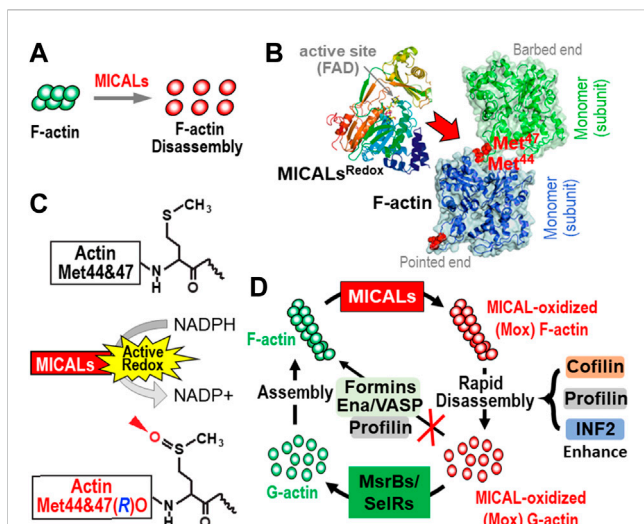 A
MICALs
F-actin
F-actin
Disassembly
B
active site
(FAD)
MICALsRedox
Barbed end
Monomer
(subunit)
Met47
Met44
F-actin
Monomer
(subunit)
Pointed end
C
S
CH3
Actin
Met44&47
N
H
O
NADPH
MICALs
Active
Redox
NADP+
O
S
CH3
Actin
Met44&47(R)O
N
H
O
D
MICALs
F-actin
MICAL-oxidized
(Mox) F-actin
Assembly
Formins
Ena/VASP
Profilin
Rapid
Disassembly
Cofilin
Profilin
INF2
Enhance
G-actin
MsrBs/
SelRs
MICAL-oxidized
(Mox) G-actin